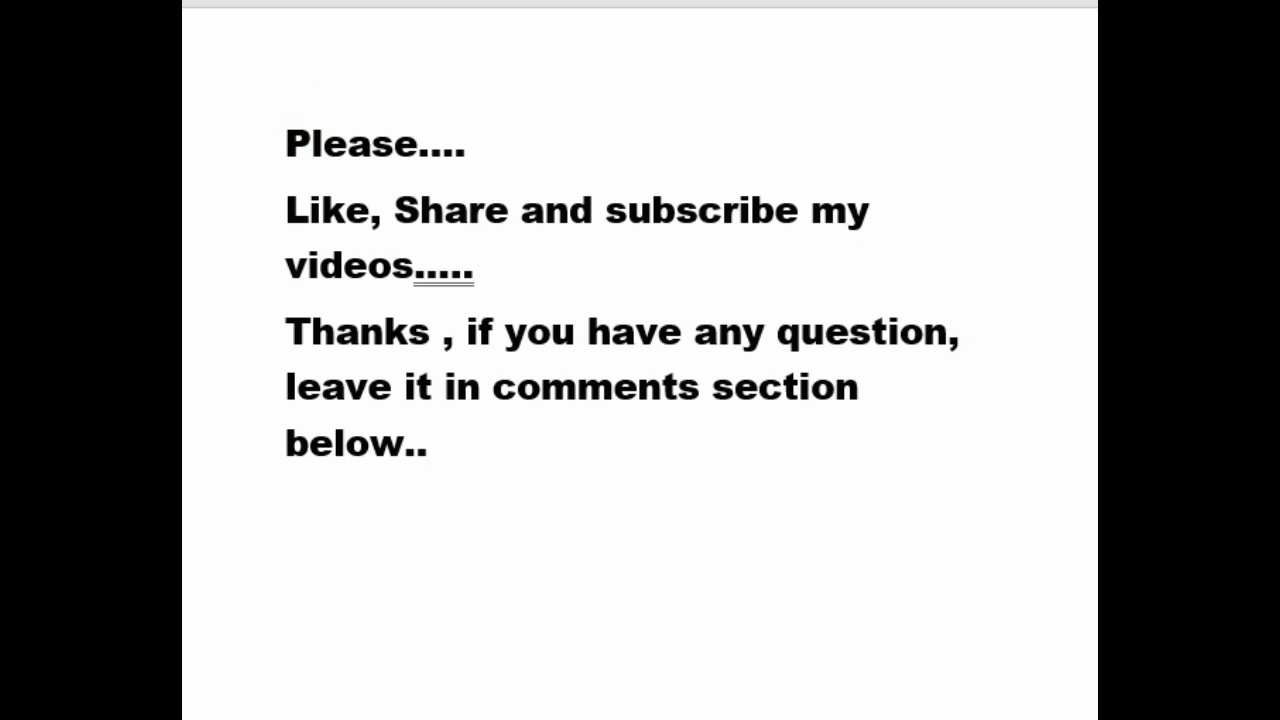 Please....
Like, Share and subscribe my
videos.....
Thanks , if you have any question,
leave it in comments section
below..